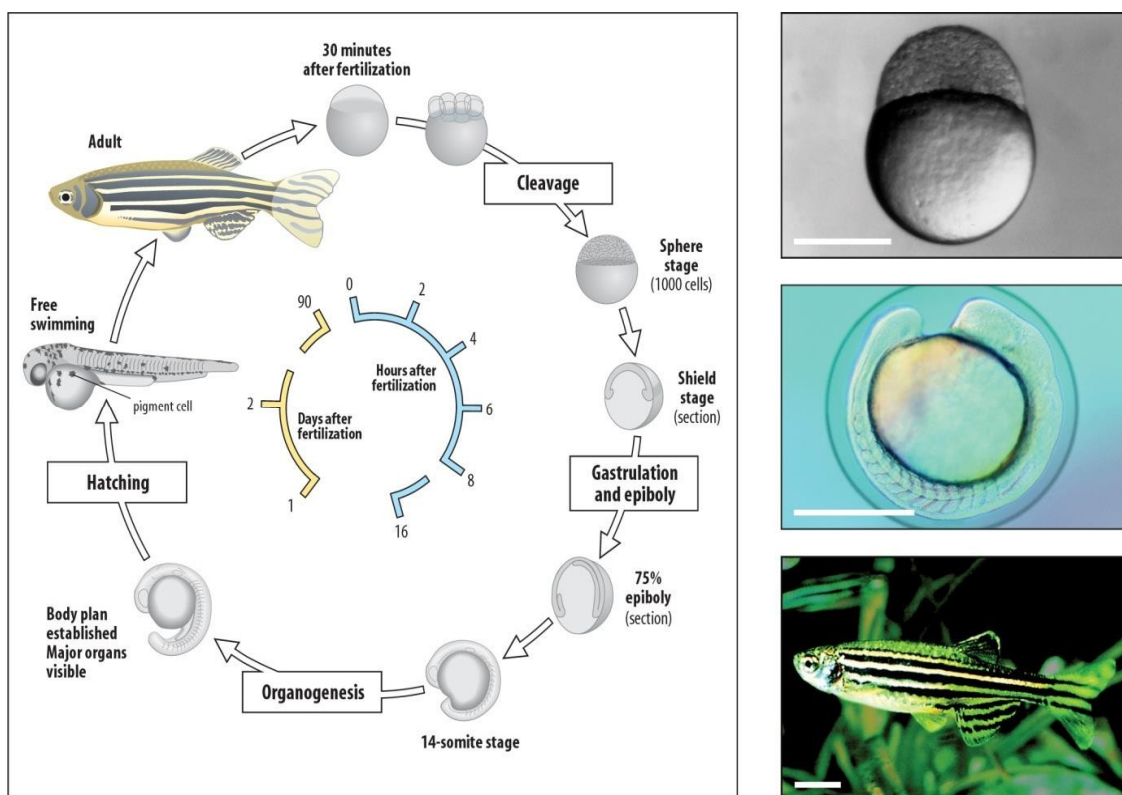 30 minutes
after fertilization
Adult
Cleavage
Sphere
stage
(1000 cells)
Free
swimming
pigment cell
90
0
2
4
6
8
16
Hours after
fertilization
2
1
Days after
fertilization
Shield
stage
(section)
Gastrulation
and epiboly
Hatching
75%
epiboly
(section)
Body plan
established
Major organs
visible
Organogenesis
14-somite stage